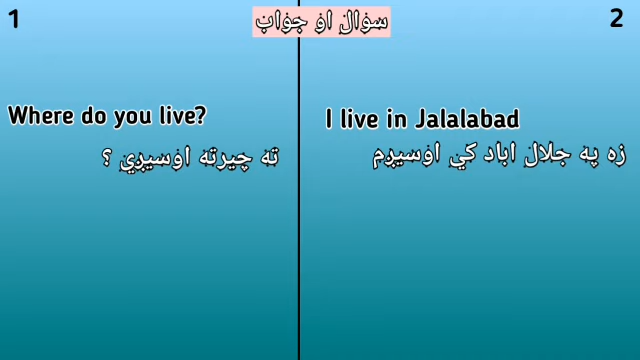 1
سوال او جواب
2
Where do you live?
ته چیرته اوسیږي ؟
I live in Jalalabad
زه په جلال اباد کي اوسیږم